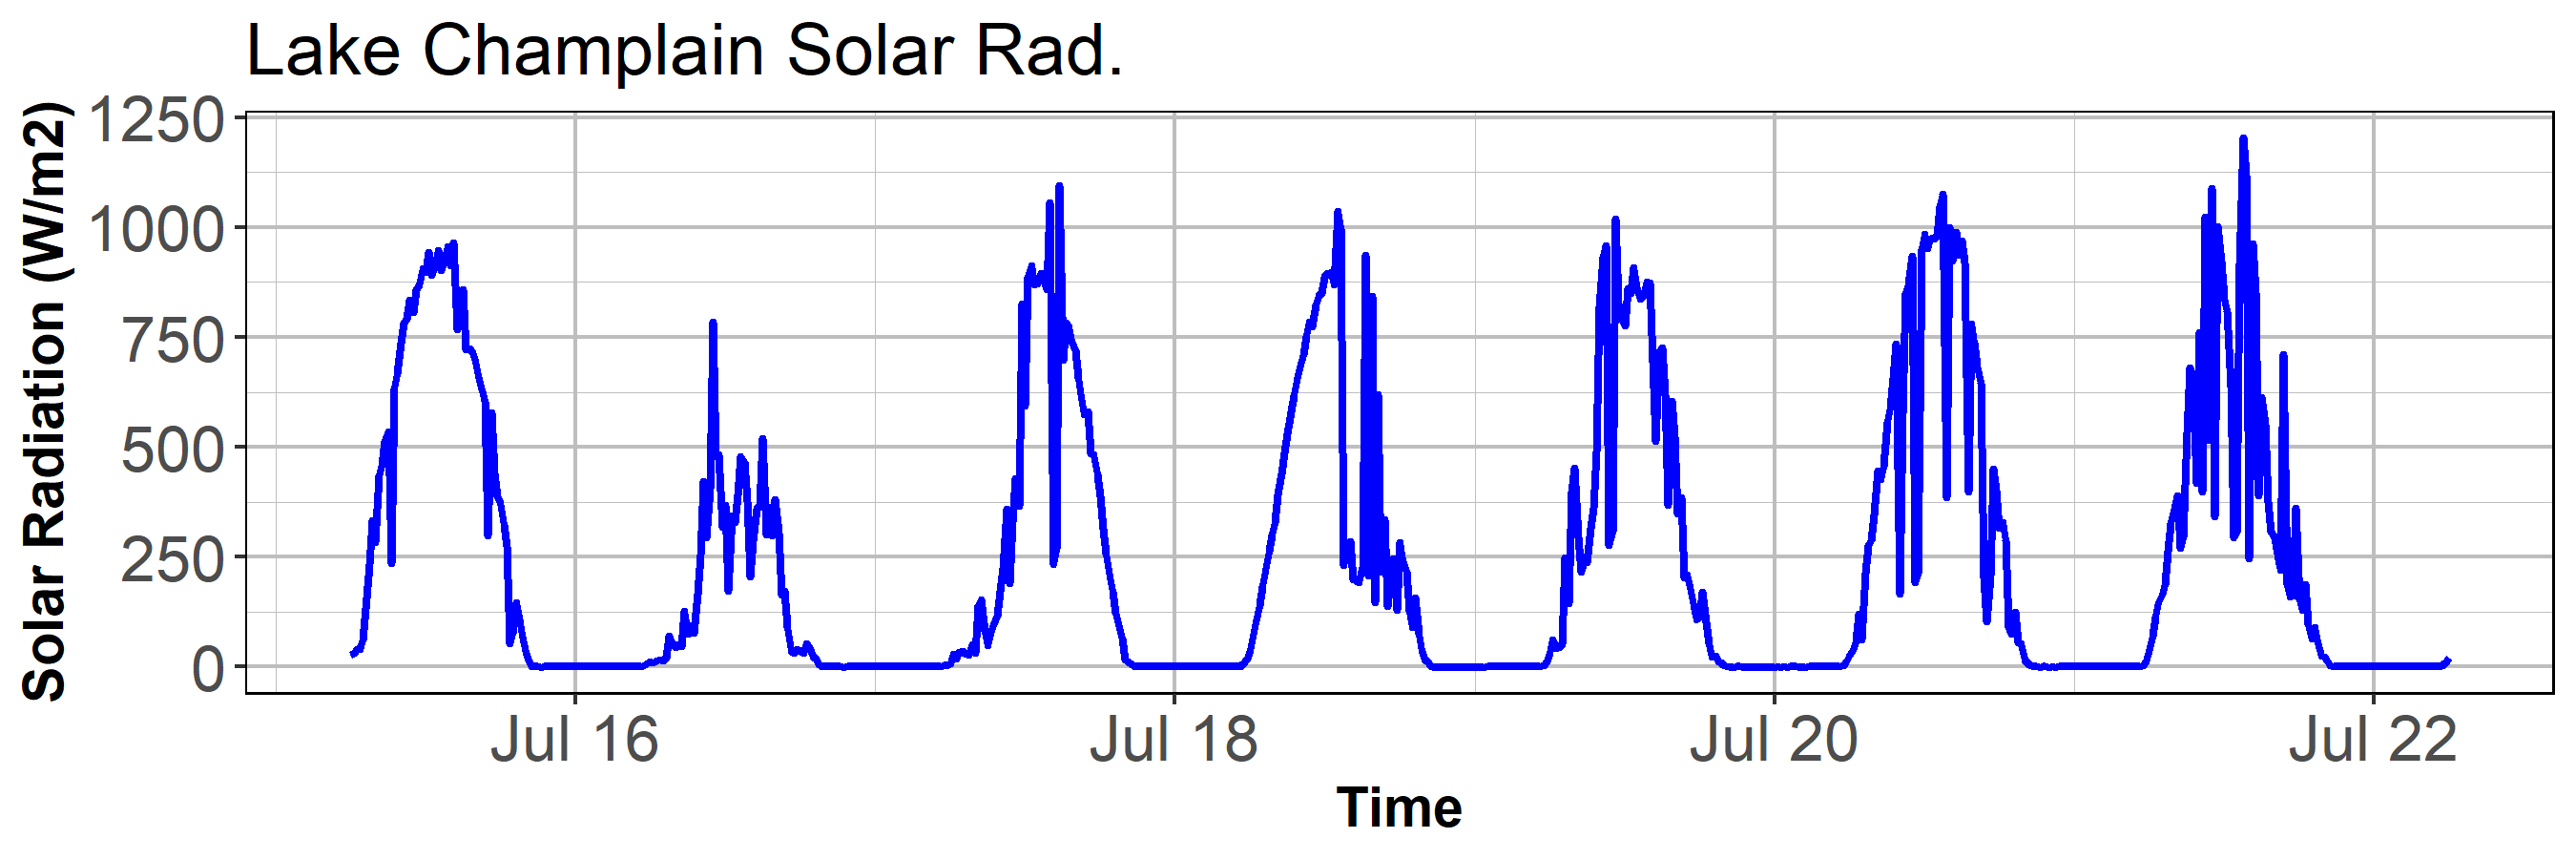 Lake Champlain Solar Rad.
Solar Radiation (W/m2)
1250
1000
750
500
250
0
Jul 16 Jul 18 Jul 20 Jul 22
Time